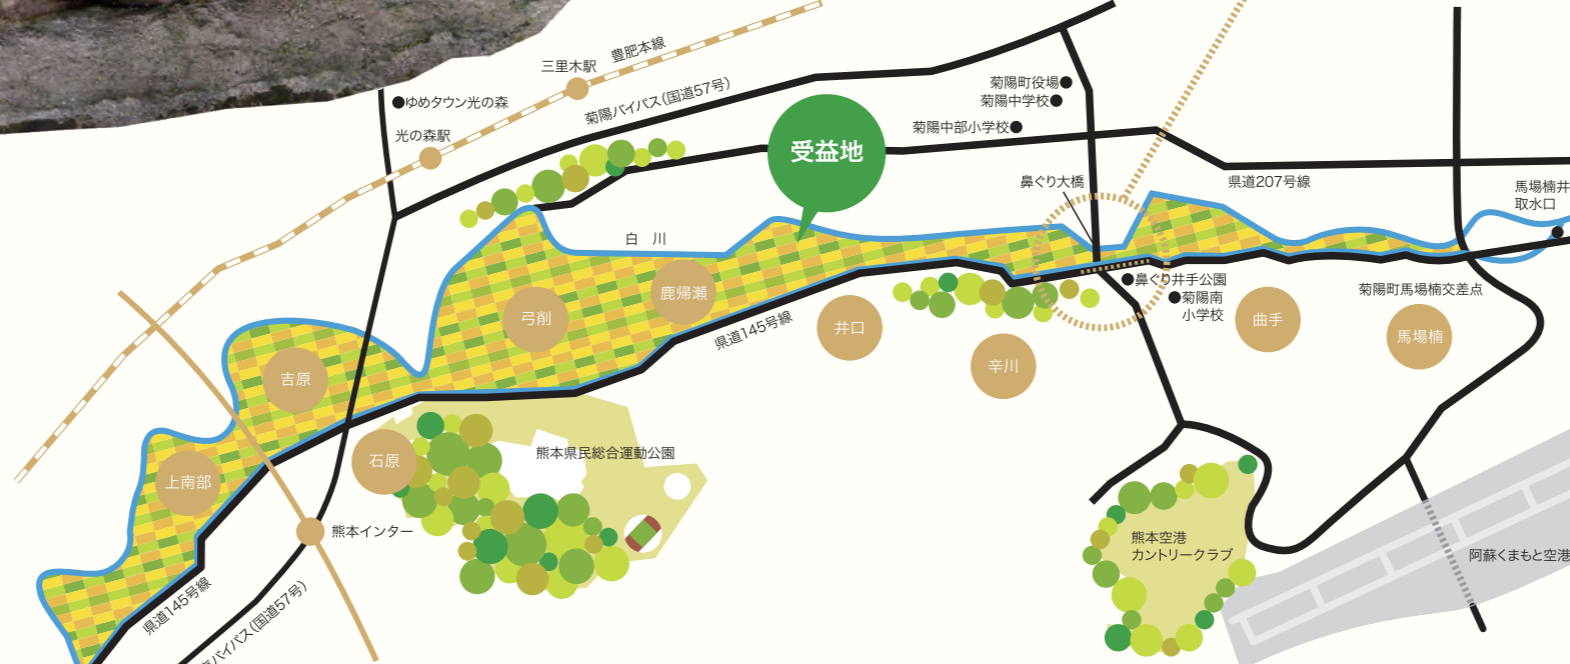 豊肥本線
三里木駅
菊陽バイパス(国道57号)
菊陽町役場
菊陽中学校
ゆめタウン光の森
光の森駅
菊陽中部小学校
受益地
鼻ぐり大橋
県道207号線
馬場楠井
取水口
白 川
鹿帰瀬
弓削
県道145号線
井口
鼻ぐり井手公園
菊陽南
小学校
曲手
菊陽町馬場楠交差点
馬場楠
辛川
吉原
石原
熊本県民総合運動公園
上南部
熊本インター
熊本空港
カントリークラブ
阿蘇くまもと空港
県道145号線
バイパス(国道57号)